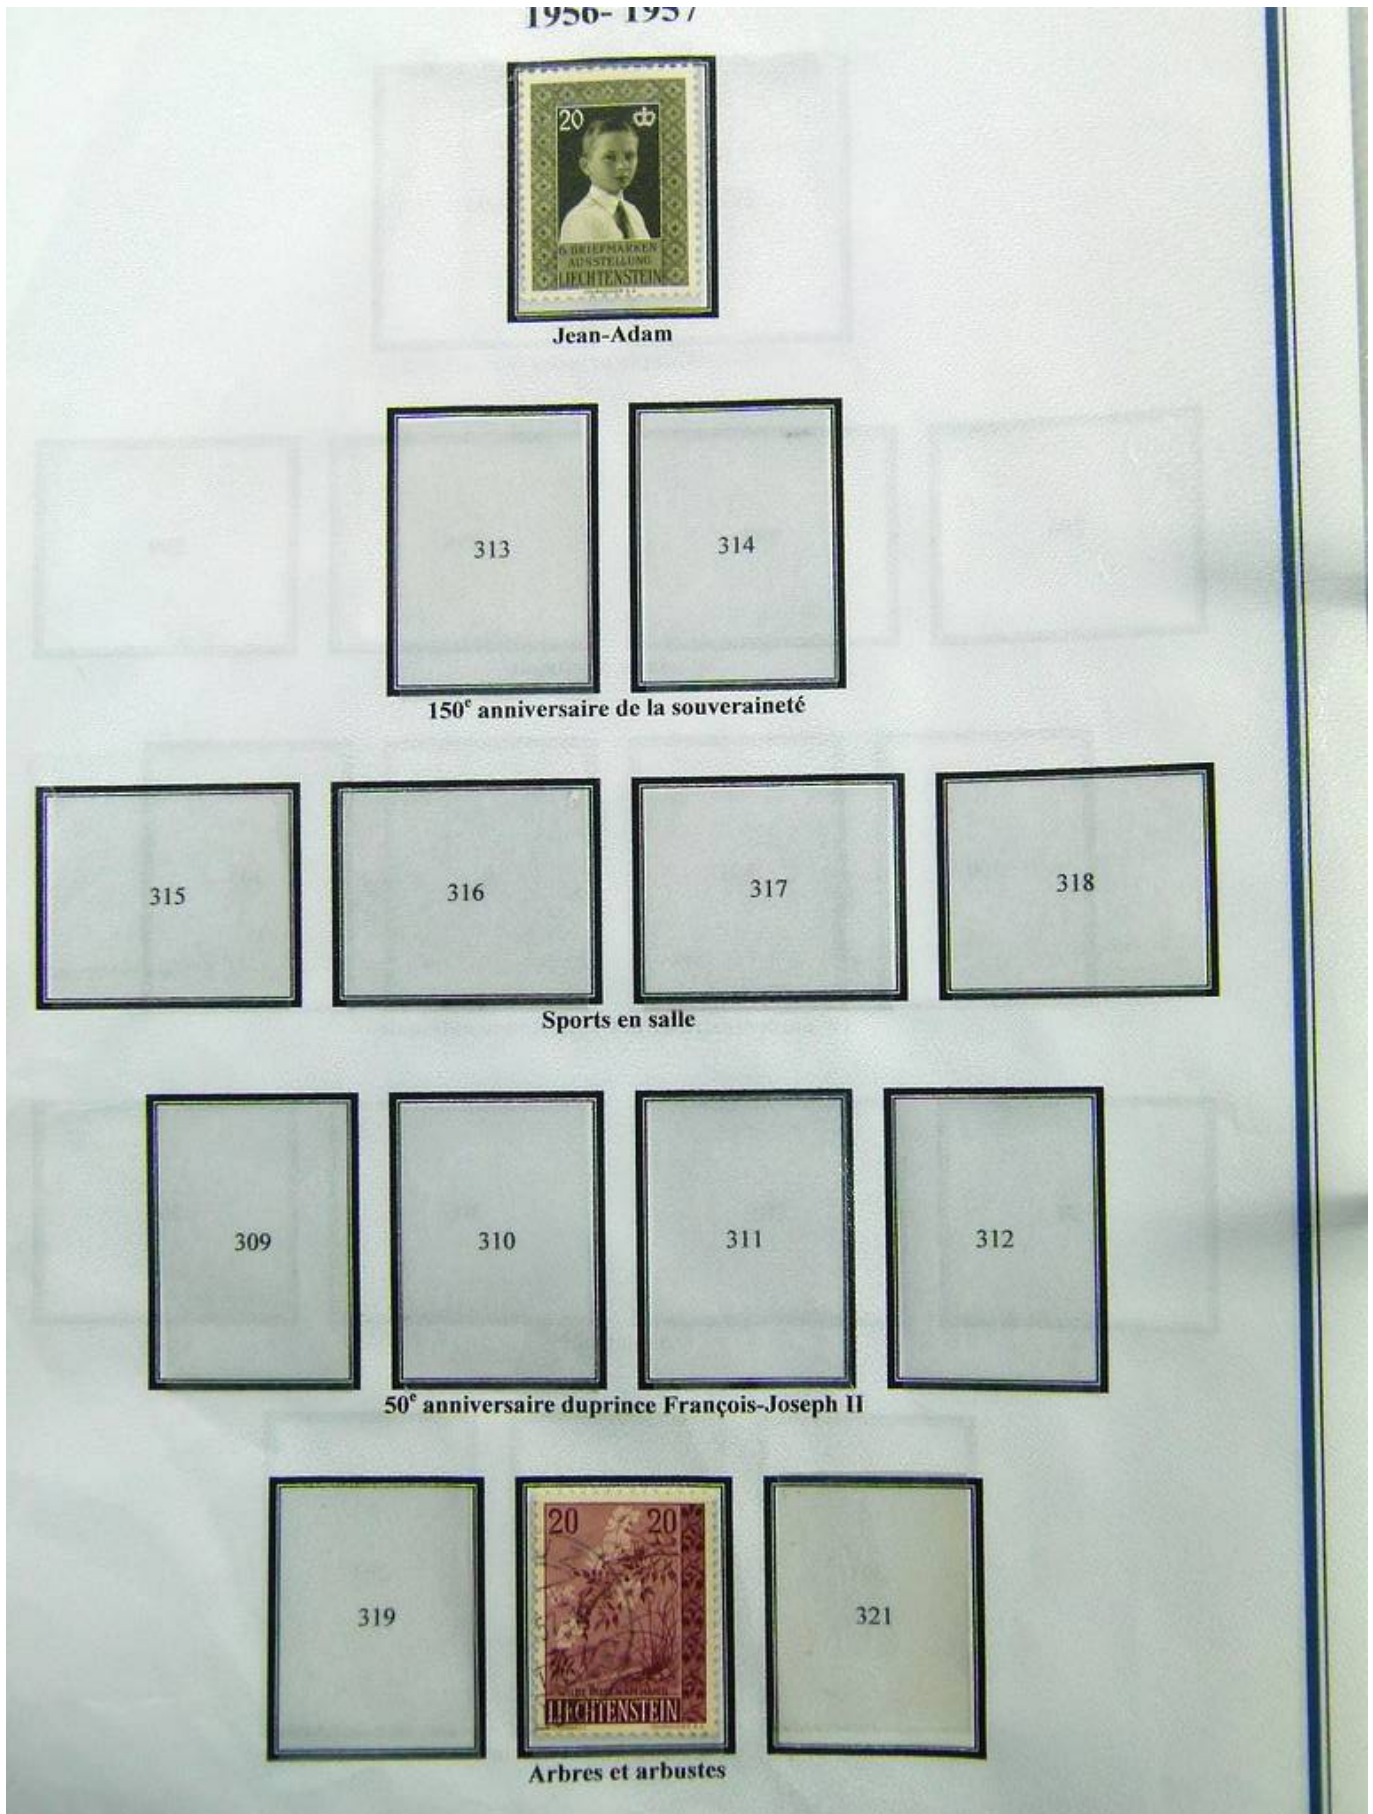 1956- 1957
20
6. BRIEFMARKEN
AUSSTELLUNG
LIECHTENSTEIN
Jean-Adam
313 314
150e anniversaire de la souveraineté
315 316 317 318
Sports en salle
309 310 311 312
50e anniversaire duprince François-Joseph II
20 20
319 321
LIECHTENSTEIN
Arbres et arbustes